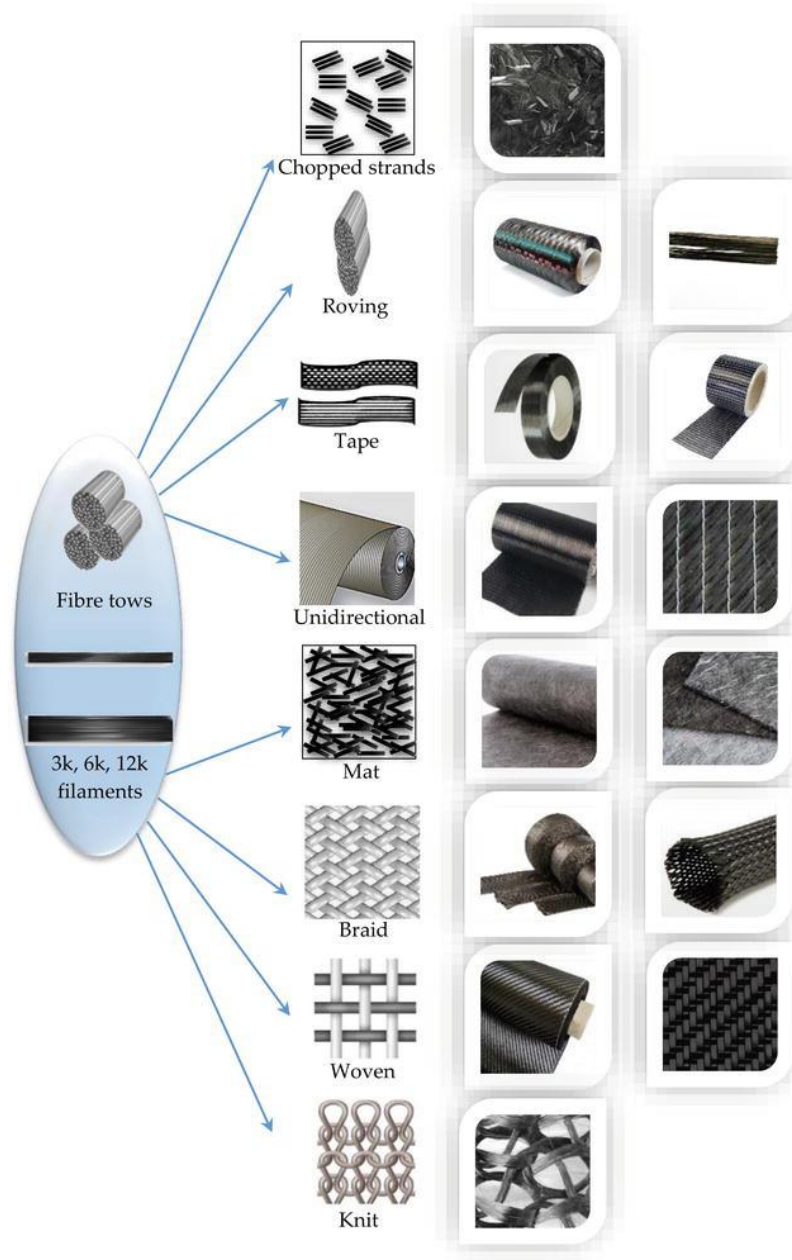 Chopped strands
Roving
Tape
Fibre tows
Unidirectional
3k, 6k, 12k
filaments
Mat
Braid
Woven
Knit